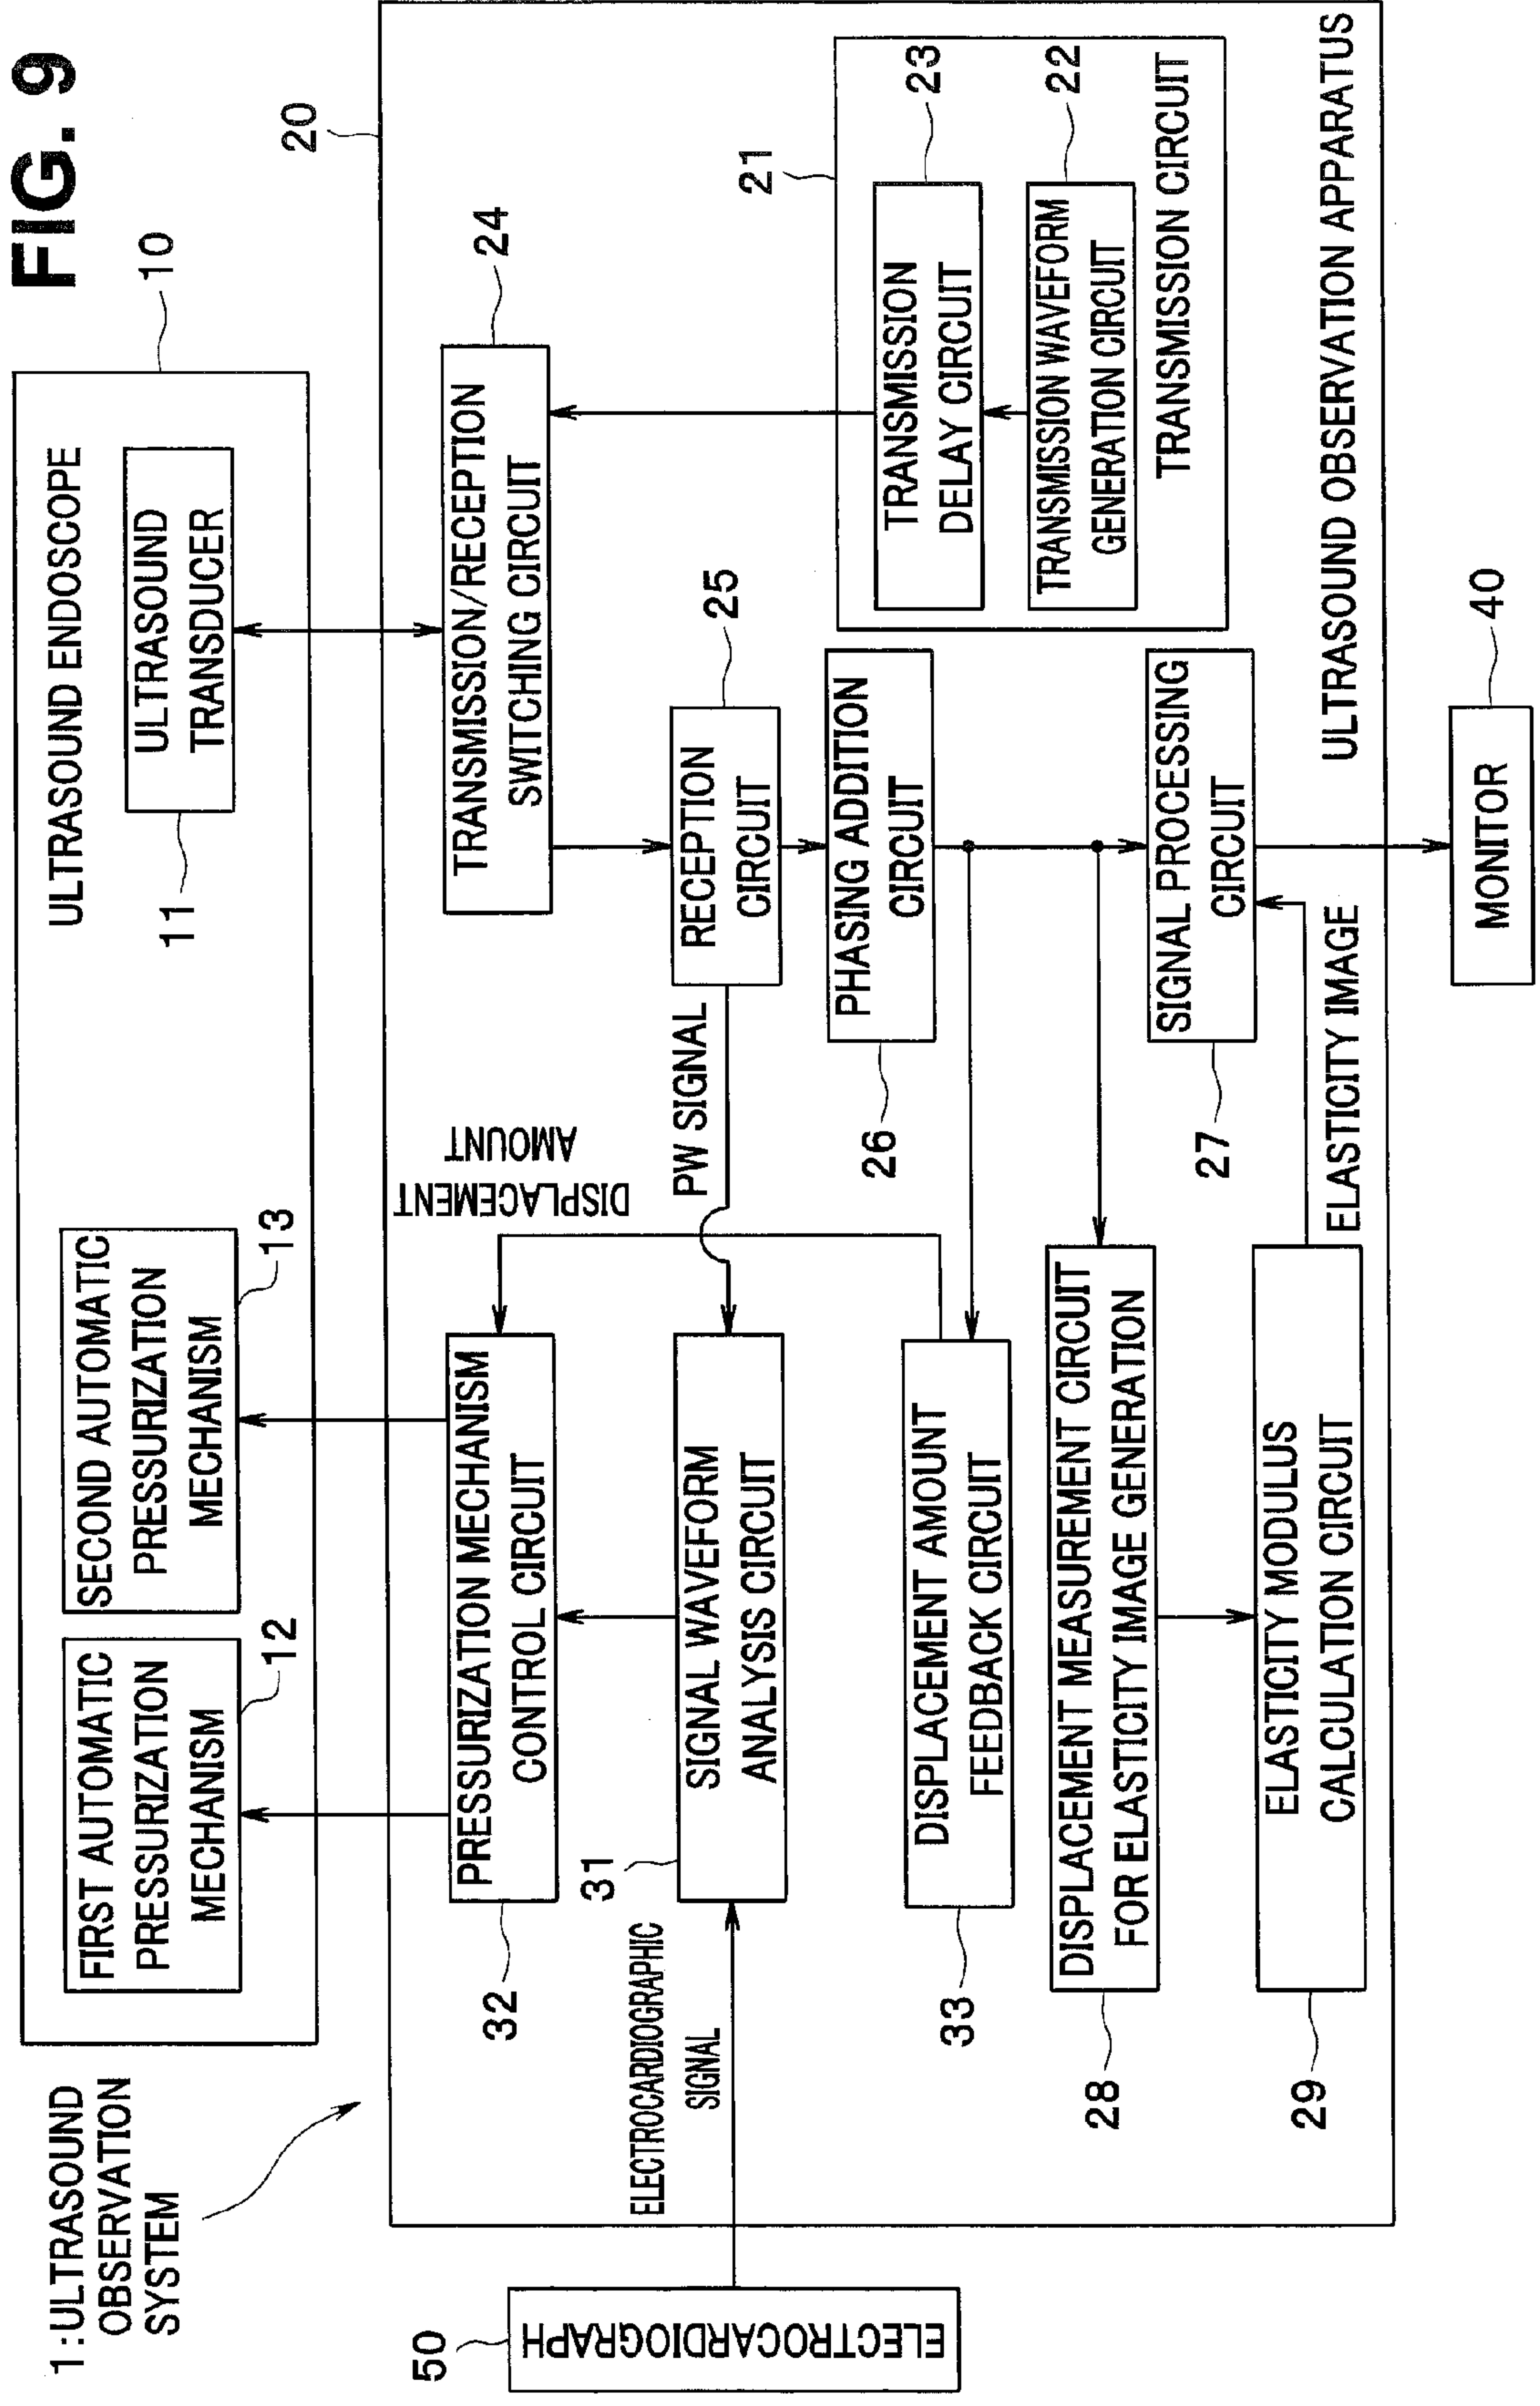 FIG. 9
1:ULTRASOUND
OBSERVATION
SYSTEM
ULTRASOUND ENDOSCOPE
10
FIRST AUTOMATIC
PRESSURIZATION
MECHANISM
12
SECOND AUTOMATIC
PRESSURIZATION
MECHANISM
13
ULTRASOUND
TRANSDUCER
11
20
PRESSURIZATION MECHANISM
CONTROL CIRCUIT
32
DISPLACEMENT
AMOUNT
TRANSMISSION/RECEPTION
SWITCHING CIRCUIT
24
50
ELECTROCARDIOGRAPH
ELECTROCARDIOGRAPHIC
SIGNAL
31
SIGNAL WAVEFORM
ANALYSIS CIRCUIT
PW SIGNAL
RECEPTION
CIRCUIT
25
21
DISPLACEMENT AMOUNT
FEEDBACK CIRCUIT
33
PHASING ADDITION
CIRCUIT
26
TRANSMISSION
DELAY CIRCUIT
23
DISPLACEMENT MEASUREMENT CIRCUIT
FOR ELASTICITY IMAGE GENERATION
28
TRANSMISSION WAVEFORM
GENERATION CIRCUIT
22
TRANSMISSION CIRCUIT
SIGNAL PROCESSING
CIRCUIT
27
ELASTICITY MODULUS
CALCULATION CIRCUIT
29
ELASTICITY IMAGE
ULTRASOUND OBSERVATION APPARATUS
MONITOR
40